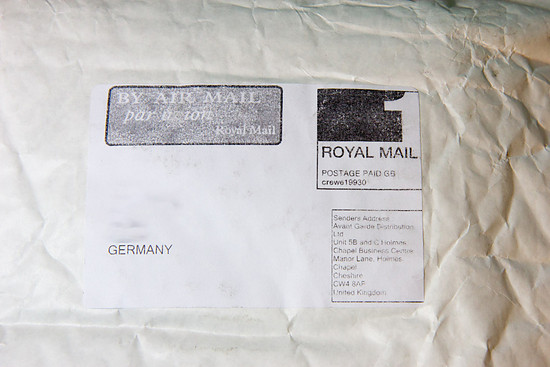 BY AIR MAIL
par avion
Royal Mail
ROYAL MAIL
POSTAGE PAID GB
crewe19930
GERMANY
Senders Address
Avant Garde Distribution
Ltd
Unit 5B and C Holmes
Chapel Business Centre
Manor Lane, Holmes
Chapel
Cheshire
CW4 8AF
United Kingdom